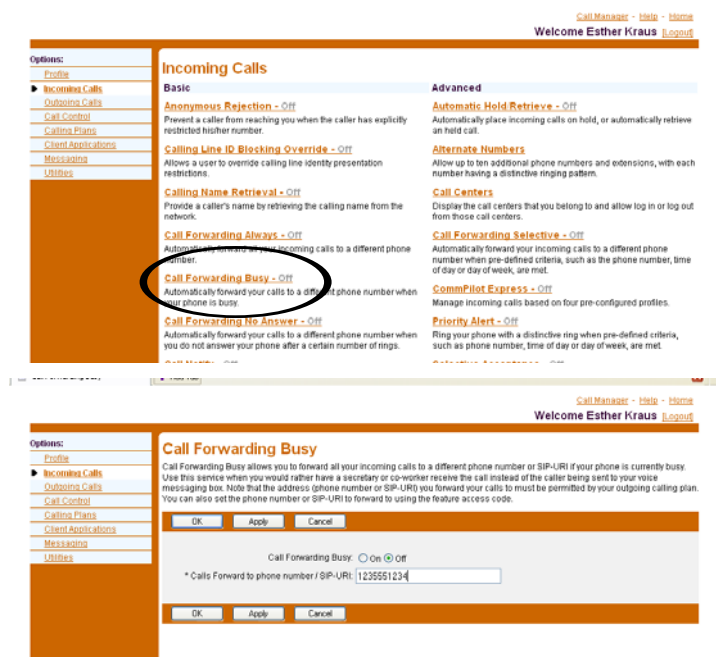 Call Manager - Help - Home
Welcome Esther Kraus [Logout]
Options:
Profile
Incoming Calls
Outgoing Calls
Call Control
Calling Plans
Client Applications
Messaging
Utilities
Incoming Calls
Basic
Anonymous Rejection - Off
Prevent a caller from reaching you when the caller has explicitly
restricted his/her number.
Calling Line ID Blocking Override - Off
Allows a user to override calling line identity presentation
restrictions.
Calling Name Retrieval - Off
Provide a caller's name by retrieving the calling name from the
network.
Call Forwarding Always - Off
Automatically forward all your incoming calls to a different phone
number.
Call Forwarding Busy - Off
Automatically forward your calls to a different phone number when
your phone is busy.
Call Forwarding No Answer - Off
Automatically forward your calls to a different phone number when
you do not answer your phone after a certain number of rings.
Call Notify - Off
Advanced
Automatic Hold Retrieve - Off
Automatically place incoming calls on hold, or automatically retrieve
an held call.
Alternate Numbers
Allow up to ten additional phone numbers and extensions, with each
number having a distinctive ringing pattern.
Call Centers
Display the call centers that you belong to and allow log in or log out
from those call centers.
Call Forwarding Selective - Off
Automatically forward your incoming calls to a different phone
number when pre-defined criteria, such as the phone number, time
of day or day of week, are met.
CommPilot Express - Off
Manage incoming calls based on four pre-configured profiles.
Priority Alert - Off
Ring your phone with a distinctive ring when pre-defined criteria,
such as phone number, time of day or day of week, are met.
Selective Acceptance - Off
Call Manager - Help - Home
Welcome Esther Kraus [Logout]
Options:
Profile
Incoming Calls
Outgoing Calls
Call Control
Calling Plans
Client Applications
Messaging
Utilities
Call Forwarding Busy
Call Forwarding Busy allows you to forward all your incoming calls to a different phone number or SIP-URI if your phone is currently busy.
Use this service when you would rather have a secretary or co-worker receive the call instead of the caller being sent to your voice
messaging box. Note that the address (phone number or SIP-URI) you forward your calls to must be permitted by your outgoing calling plan.
You can also set the phone number or SIP-URI to forward to using the feature access code.
OK Apply Cancel
Call Forwarding Busy: On Off
* Calls Forward to phone number / SIP-URI: 1235551234
OK Apply Cancel